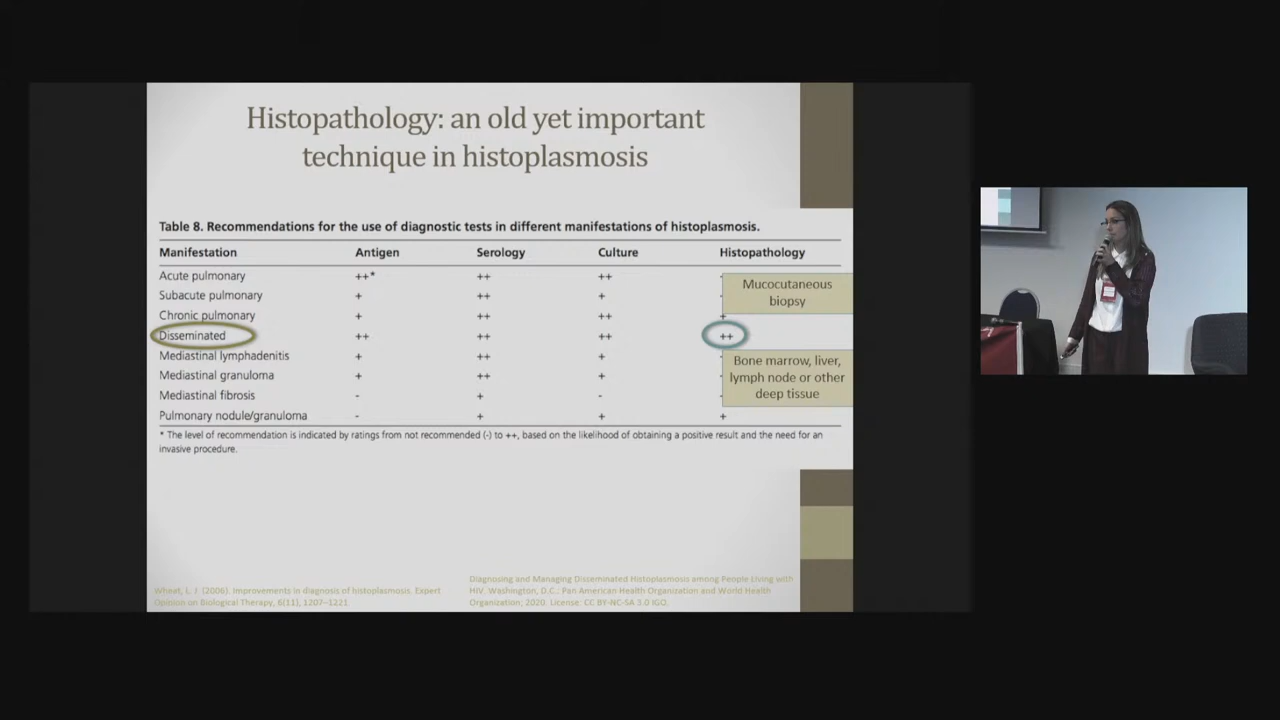 Histopathology: an old yet important
technique in histoplasmosis
Table 8. Recommendations for the use of diagnostic tests in different manifestations of histoplasmosis.
Manifestation Antigen Serology Culture Histopathology
Acute pulmonary ++* ++ ++ -
Subacute pulmonary + ++ + -
Chronic pulmonary + ++ ++ +
Disseminated ++ ++ ++ ++
Mediastinal lymphadenitis + ++ + -
Mediastinal granuloma + ++ + -
Mediastinal fibrosis - + - -
Pulmonary nodule/granuloma - + + +
Mucocutaneous
biopsy
Bone marrow, liver,
lymph node or other
deep tissue
* The level of recommendation is indicated by ratings from not recommended (-) to ++, based on the likelihood of obtaining a positive result and the need for an
invasive procedure.
Wheat, L. J. (2006). Improvements in diagnosis of histoplasmosis. Expert
Opinion on Biological Therapy, 6(11), 1207–1221
Diagnosing and Managing Disseminated Histoplasmosis among People Living with
HIV. Washington, D.C.: Pan American Health Organization and World Health
Organization; 2020. License: CC BY-NC-SA 3.0 IGO.